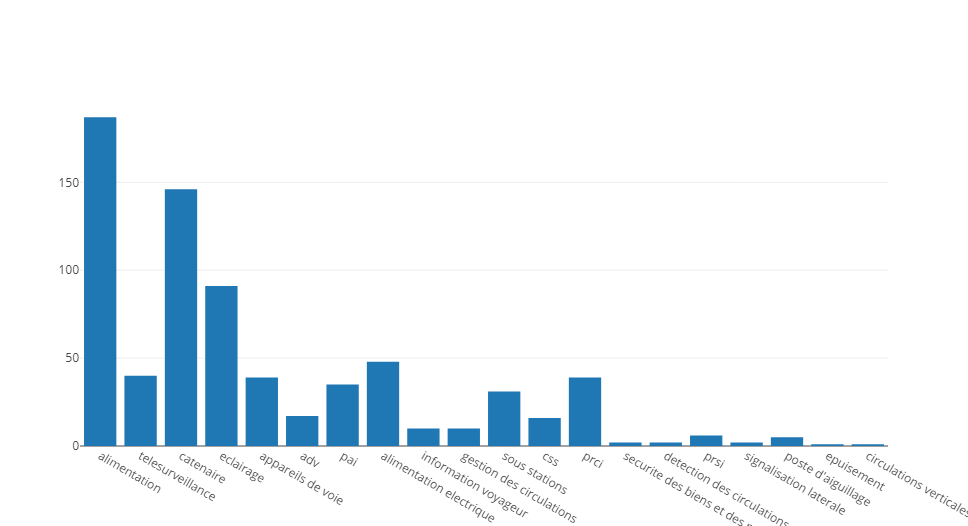 150
100
50
0
alimentation
telesurveillance
catenaire
eclairage
appareils de voie
adv
pai
alimentation electrique
information voyageur
gestion des circulations
sous stations
css
prci
securite des biens et des
detection des circulations
prsi
signalisation laterale
poste d'aiguillage
epuisement
circulations verticales